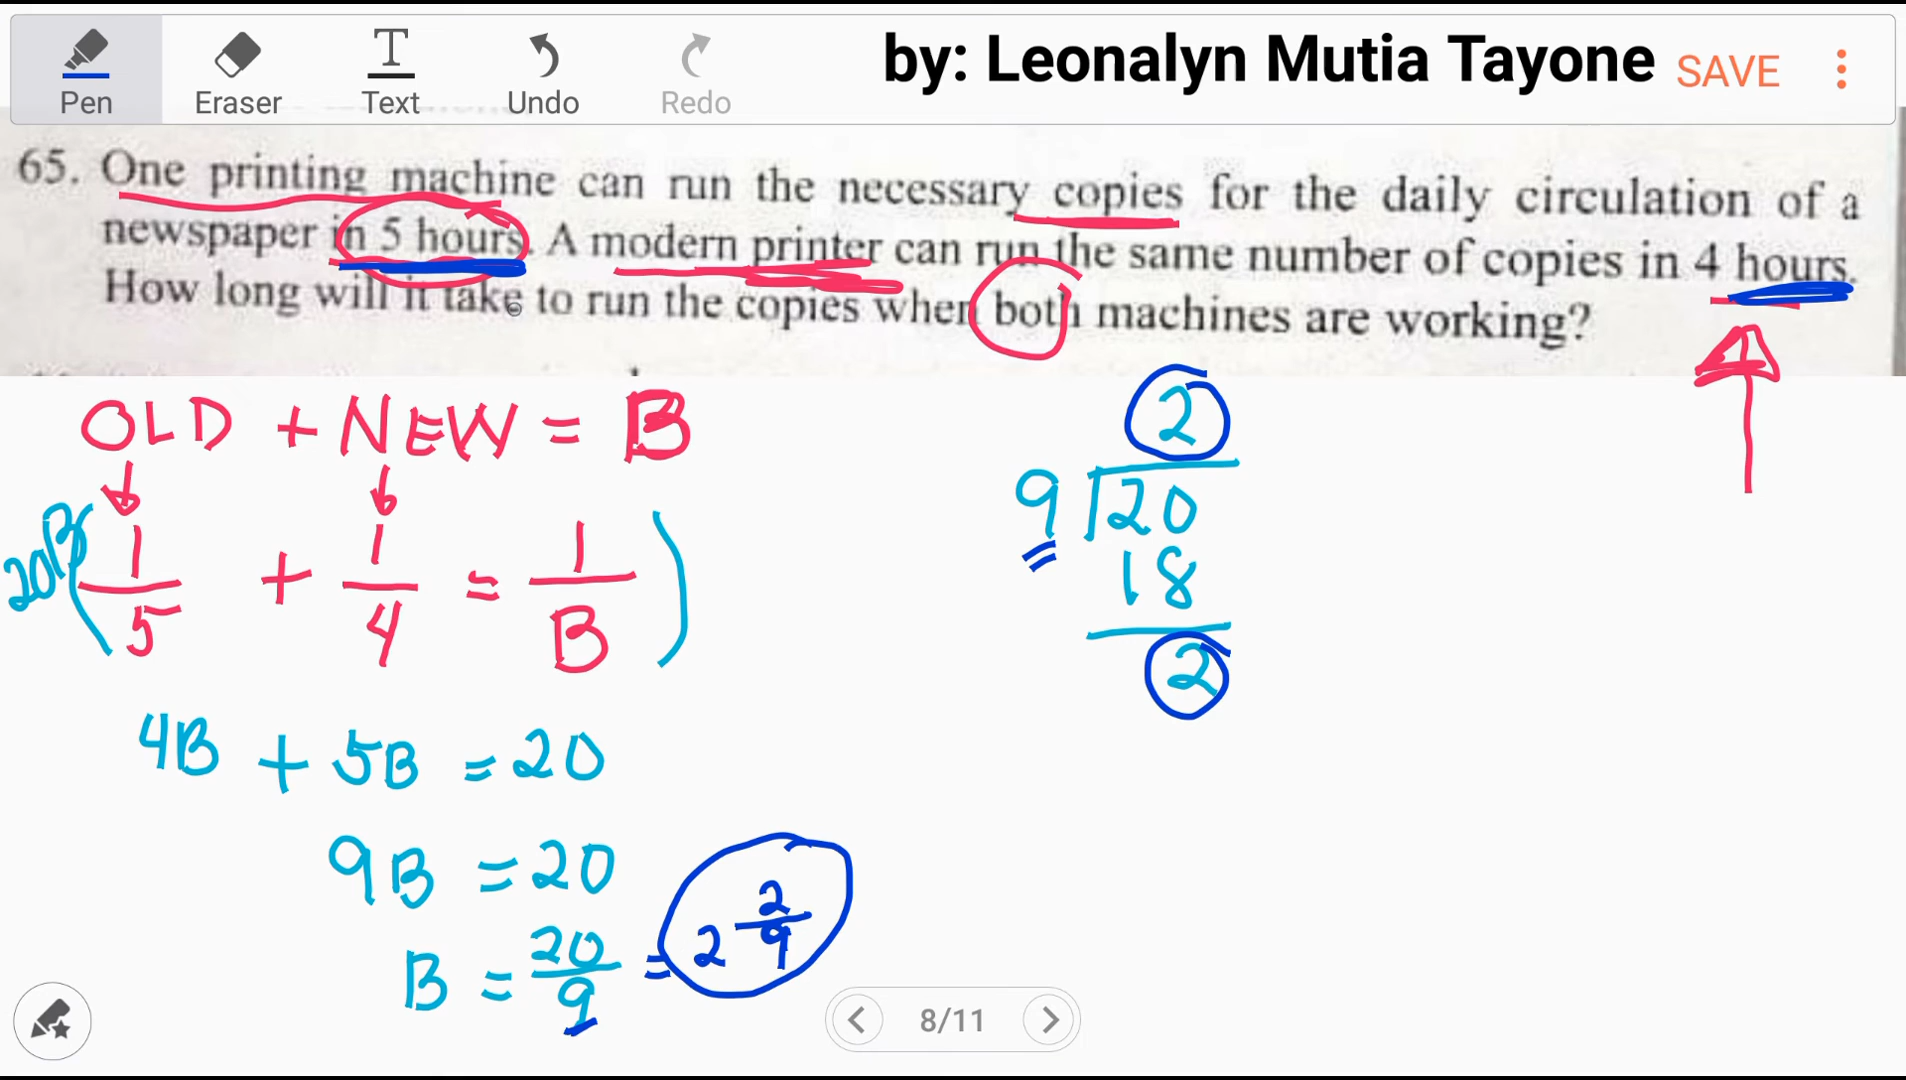 Pen Eraser Text Undo Redo by: Leonalyn Mutia Tayone SAVE
65. One printing machine can run the necessary copies for the daily circulation of a
newspaper in 5 hours. A modern printer can run the same number of copies in 4 hours.
How long will it take to run the copies when both machines are working?
OLD + NEW = B
20B ( 1/5 + 1/4 = 1/B )
4B + 5B = 20
9B = 20
B = 20/9 = 2 2/9
2
9 20
18
2
8/11